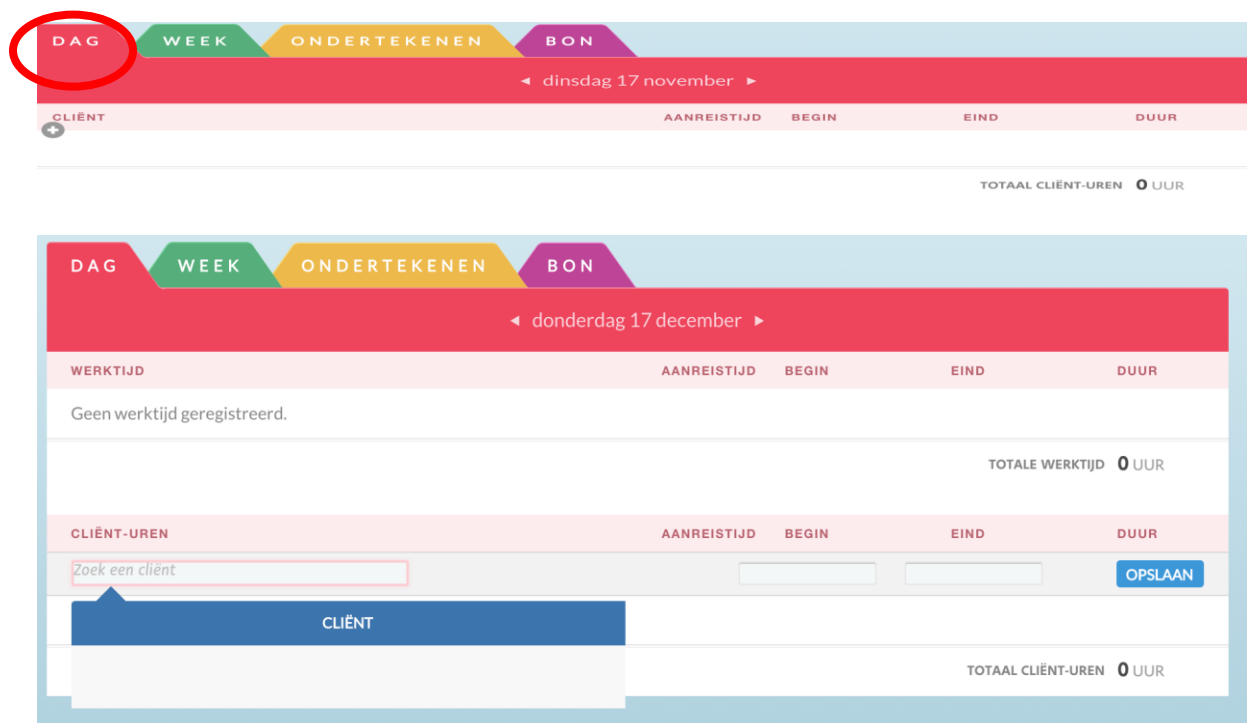 DAG WEEK ONDERTEKENEN BON
◄ dinsdag 17 november ►
CLIËNT AANREISTIJD BEGIN EIND DUUR
TOTAAL CLIËNT-UREN 0 UUR
DAG WEEK ONDERTEKENEN BON
◄ donderdag 17 december ►
WERKTIJD AANREISTIJD BEGIN EIND DUUR
Geen werktijd geregistreerd.
TOTALE WERKTIJD 0 UUR
CLIËNT-UREN AANREISTIJD BEGIN EIND DUUR
Zoek een cliënt OPSLAAN
CLIËNT
TOTAAL CLIËNT-UREN 0 UUR